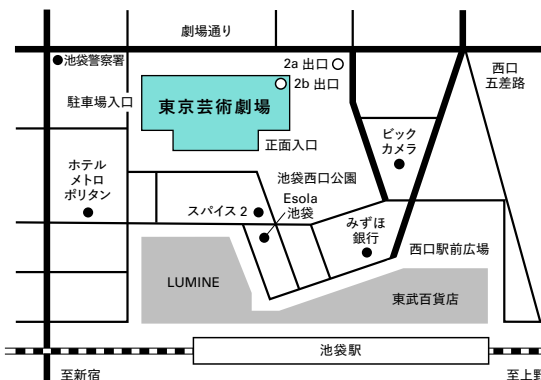 劇場通り
池袋警察署
2a 出口
2b 出口
西口
五差路
駐車場入口
東京芸術劇場
正面入口
ビック
カメラ
ホテル
メトロ
ポリタン
池袋西口公園
Esola
池袋
スパイス 2
みずほ
銀行
西口駅前広場
LUMINE
東武百貨店
池袋駅
至新宿
至上野